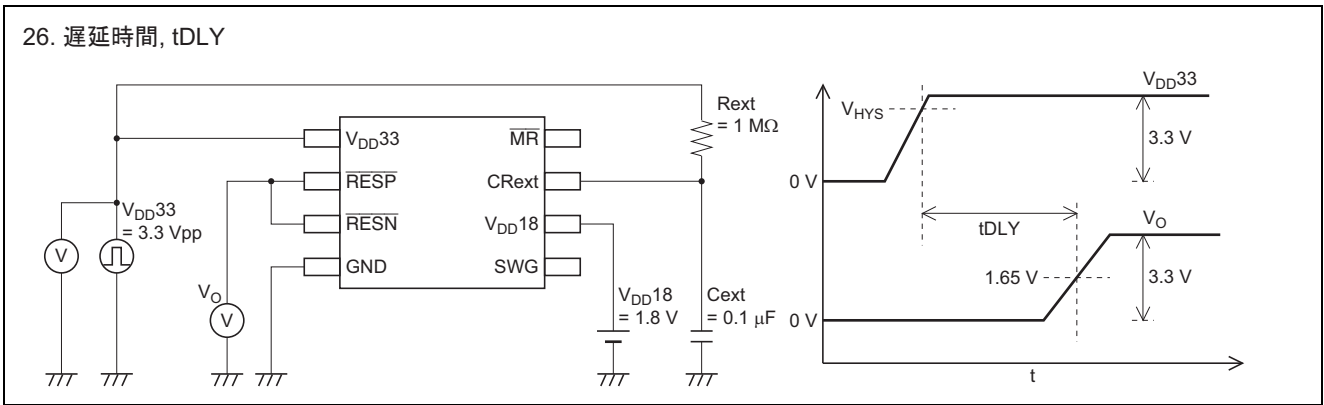 26. 遅延時間, tDLY
VDD33
RESP
RESN
GND
MR
CRext
VDD18
SWG
Rext
= 1 MΩ
VDD33
= 3.3 Vpp
V
VO
V
VDD18
= 1.8 V
Cext
= 0.1 μF
VDD33
VHYS
3.3 V
0 V
tDLY
VO
1.65 V
3.3 V
0 V
t